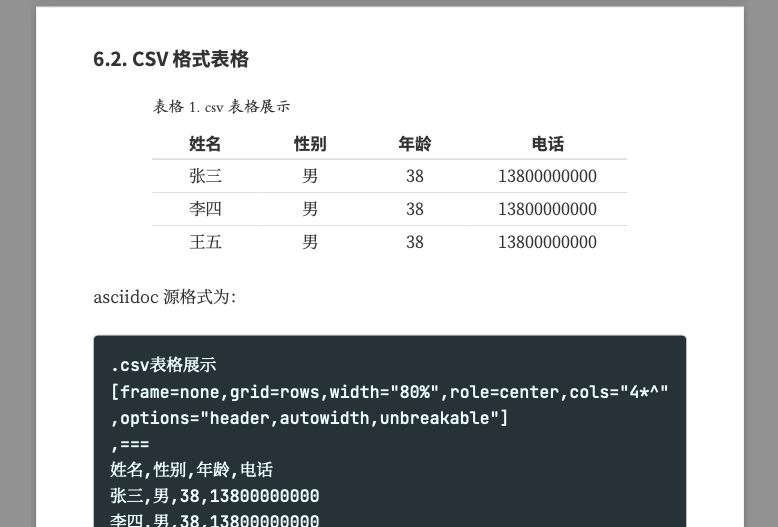 6.2. CSV 格式表格
表格 1. csv 表格展示
姓名 性别 年龄 电话
张三 男 38 13800000000
李四 男 38 13800000000
王五 男 38 13800000000
asciidoc 源格式为：
.csv表格展示
[frame=none,grid=rows,width="80%",role=center,cols="4*^"
,options="header,autowidth,unbreakable"]
,===
姓名,性别,年龄,电话
张三,男,38,13800000000
李四,男,38,13800000000